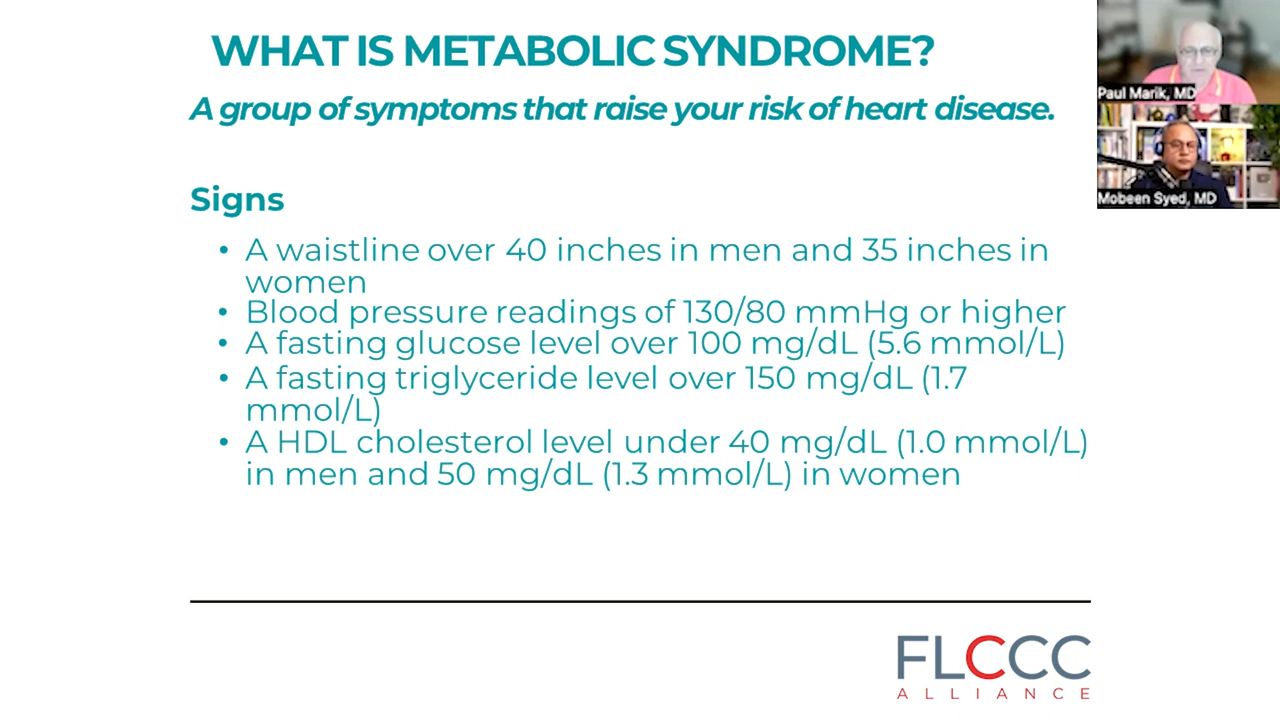 WHAT IS METABOLIC SYNDROME?
A group of symptoms that raise your risk of heart disease.
Signs
• A waistline over 40 inches in men and 35 inches in
women
• Blood pressure readings of 130/80 mmHg or higher
• A fasting glucose level over 100 mg/dL (5.6 mmol/L)
• A fasting triglyceride level over 150 mg/dL (1.7
mmol/L)
• A HDL cholesterol level under 40 mg/dL (1.0 mmol/L)
in men and 50 mg/dL (1.3 mmol/L) in women
Paul Marik, MD
Mobeen Syed, MD
FLCCC
ALLIANCE